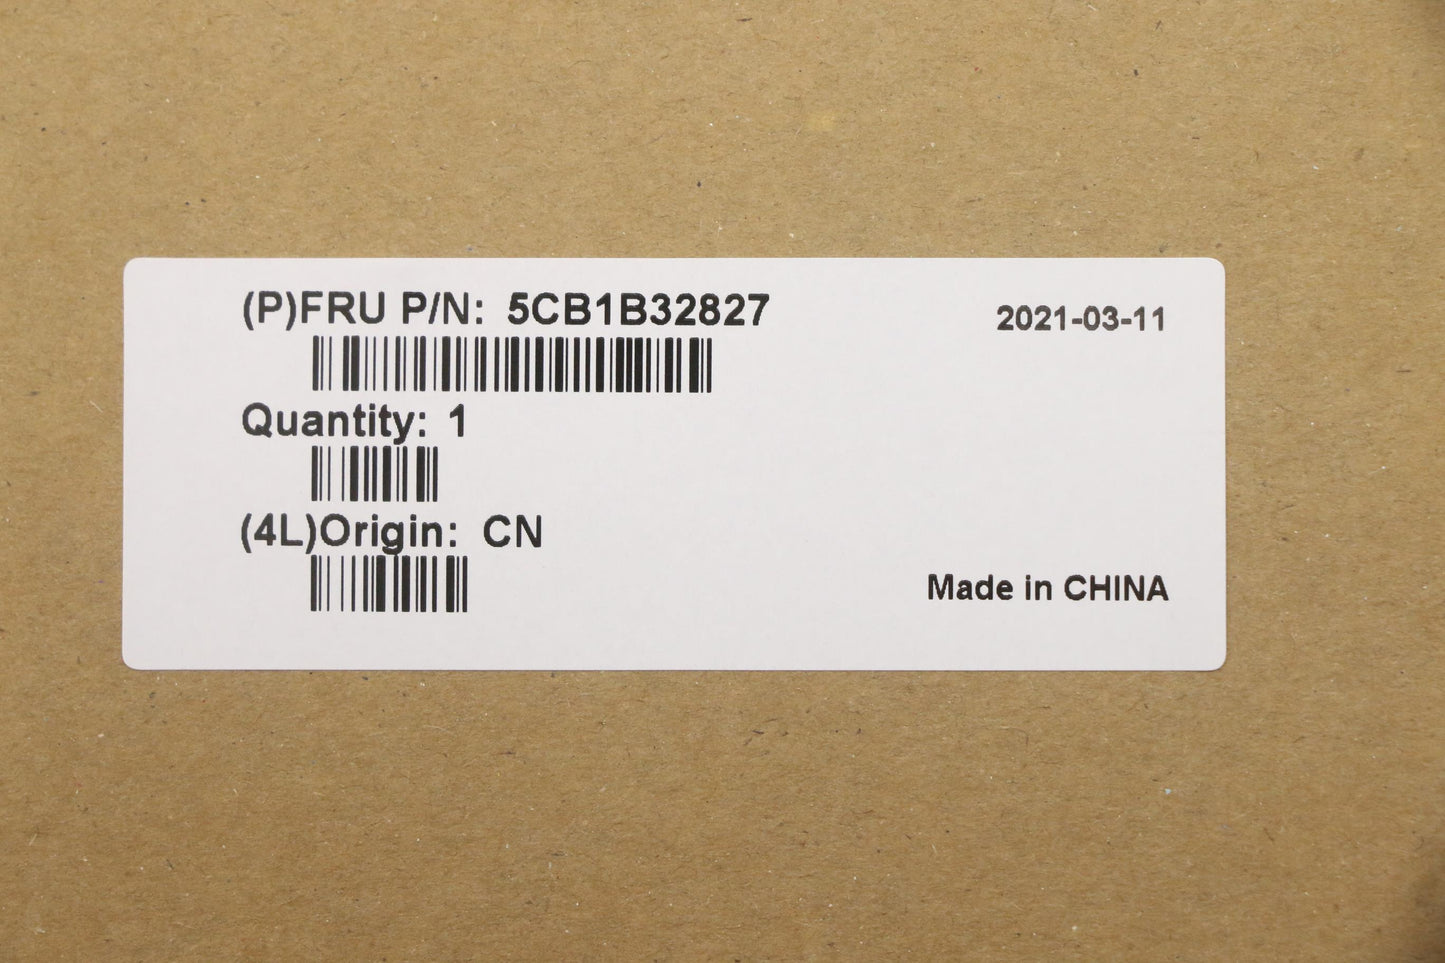 (P)FRU P/N: 5CB1B32827
2021-03-11
Quantity: 1
(4L)Origin: CN
Made in CHINA